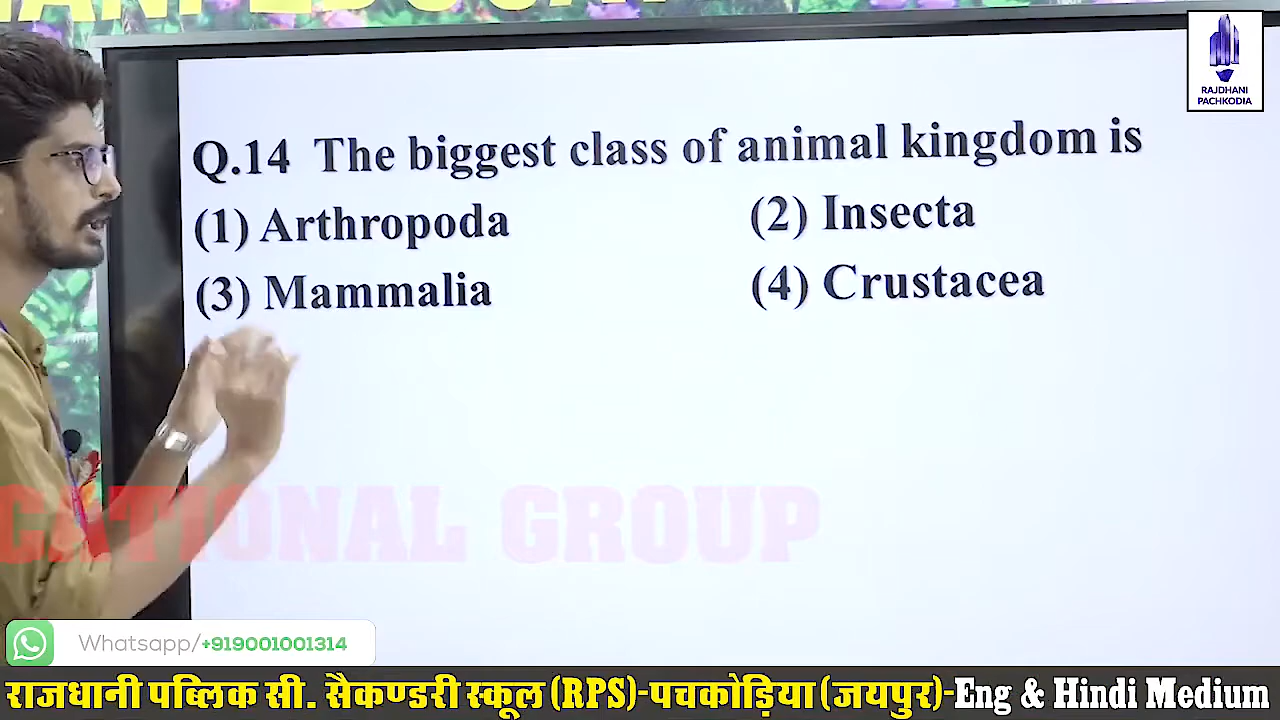 RAJDHANI
PACHKODIA
Q.14 The biggest class of animal kingdom is
(1) Arthropoda (2) Insecta
(3) Mammalia (4) Crustacea
GROUP
Whatsapp/+919001001314
राजधानी पब्लिक सी. सैकण्डरी स्कूल (RPS)-पचकोड़िया (जयपुर)-Eng & Hindi Medium